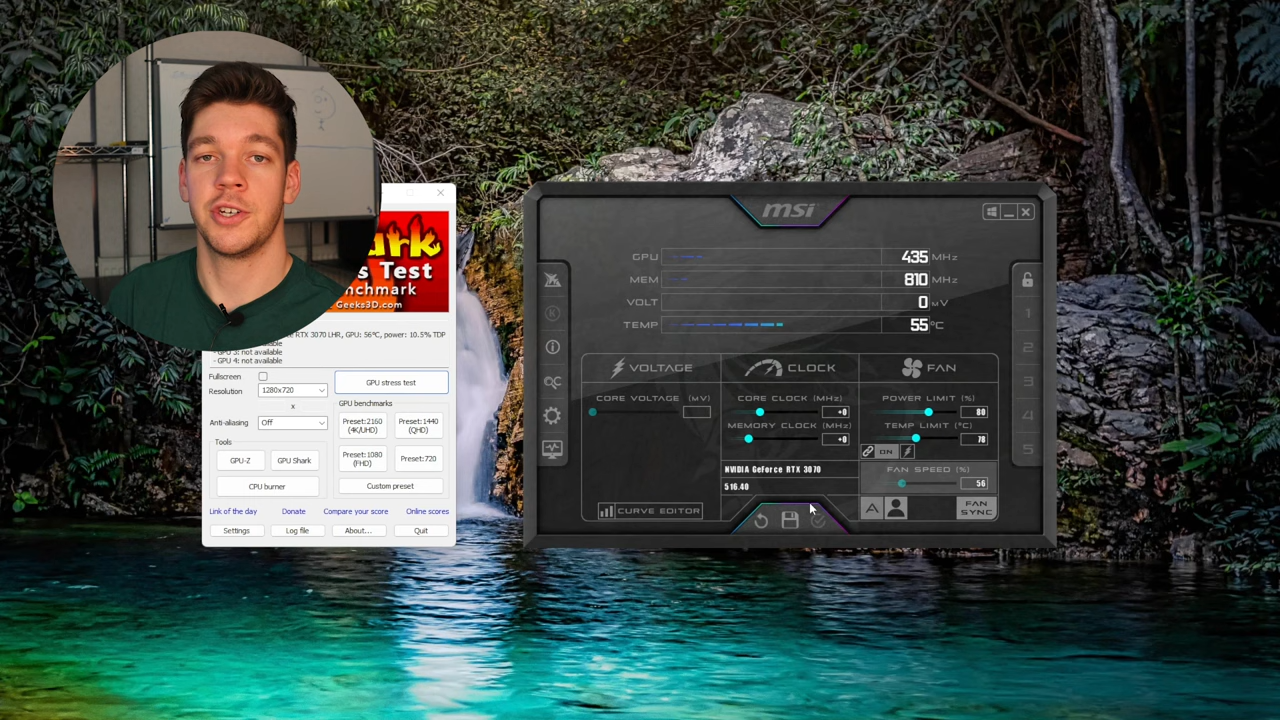 ark
s Test
nchmark
Geeks3D.com
RTX 3070 LHR, GPU: 56°C, power: 10.5% TDP
- GPU 3: not available
- GPU 4: not available
Fullscreen
Resolution
1280x720
GPU stress test
x
Anti-aliasing:
Off
GPU benchmarks
Preset:2160
(4K/UHD)
Preset:1440
(QHD)
Preset:1080
(FHD)
Preset:720
Custom preset
Tools
GPU-Z
GPU Shark
CPU burner
Link of the day
Donate
Compare your score
Online scores
Settings
Log file
About...
Quit
msi
GPU 435 MHz
MEM 810 MHz
VOLT 0 MV
TEMP 55 °C
VOLTAGE
CORE VOLTAGE (MV)
CURVE EDITOR
CLOCK
CORE CLOCK (MHz)
+0
MEMORY CLOCK (MHz)
+0
NVIDIA GeForce RTX 3070
516.40
FAN
POWER LIMIT (%)
80
TEMP LIMIT (°C)
78
ON
FAN SPEED (%)
56
A
FAN
SYNC
K
OC
1
2
3
4
5